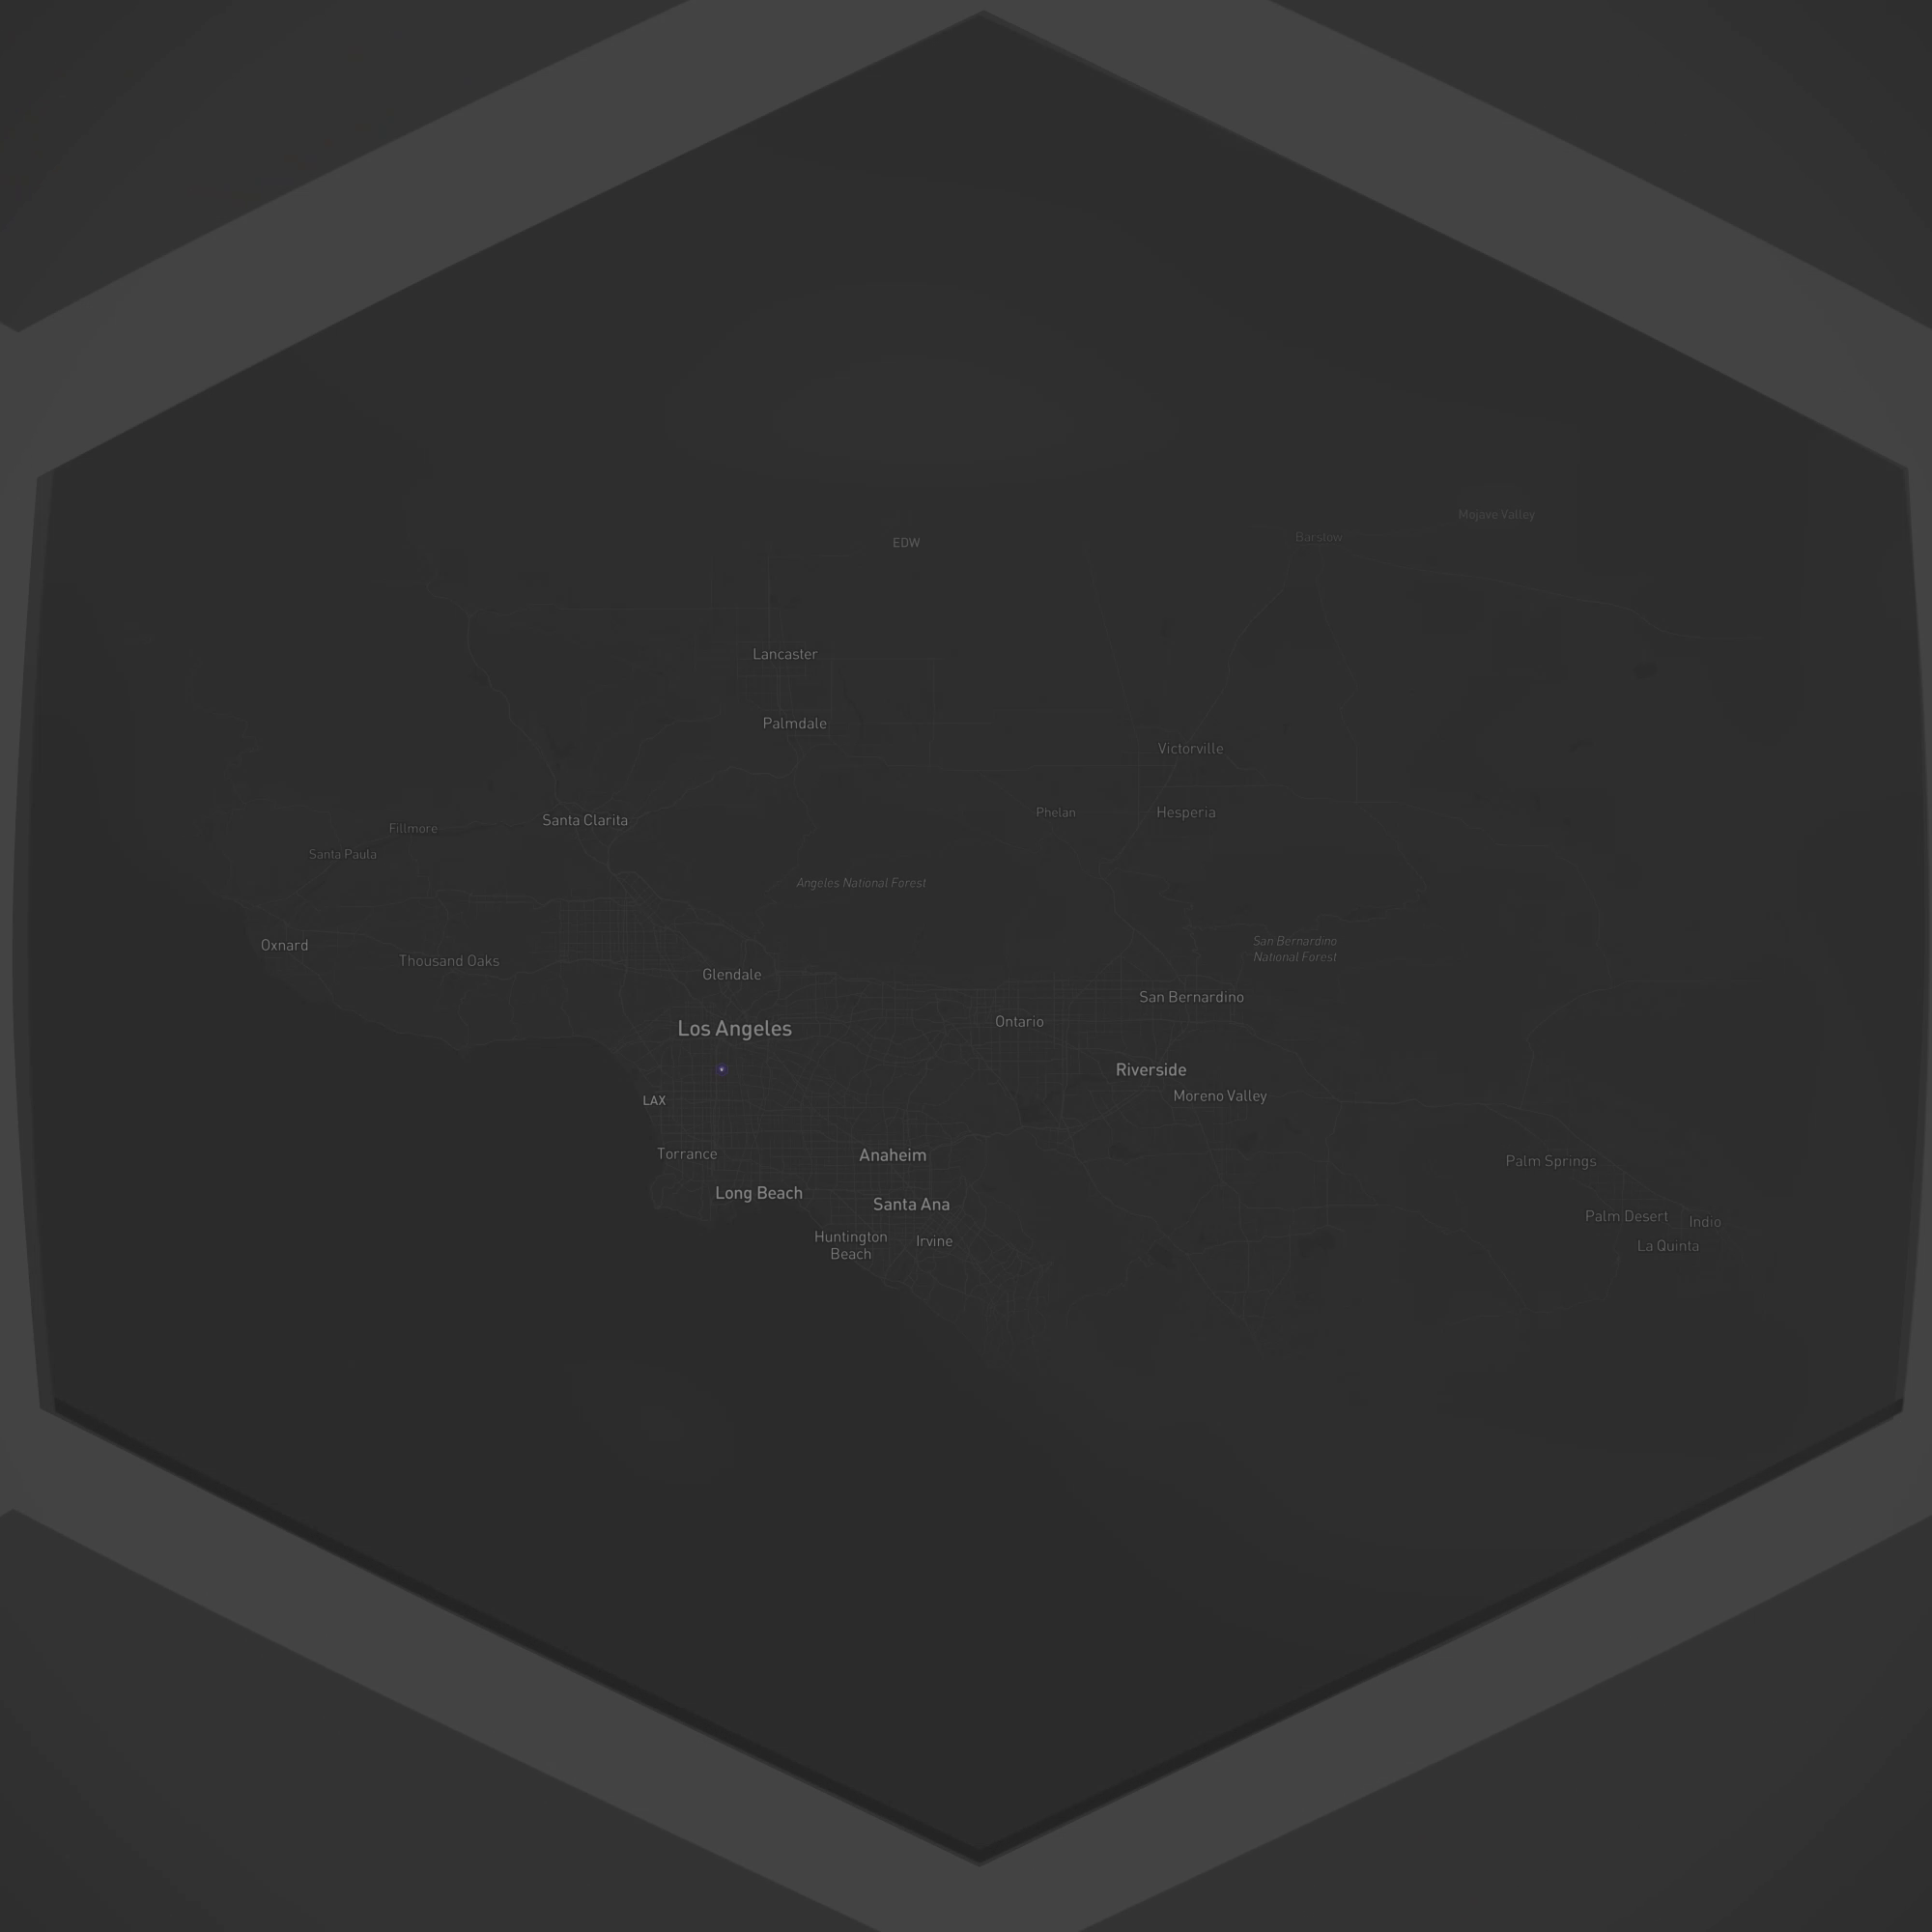 Mojave Valley
Barstow
EDW
Lancaster
Palmdale
Victorville
Phelan
Hesperia
Santa Clarita
Fillmore
Santa Paula
Angeles National Forest
Oxnard
Thousand Oaks
San Bernardino
National Forest
Glendale
San Bernardino
Ontario
Los Angeles
Riverside
Moreno Valley
LAX
Torrance
Anaheim
Palm Springs
Long Beach
Santa Ana
Palm Desert
Indio
Huntington
Beach
Irvine
La Quinta